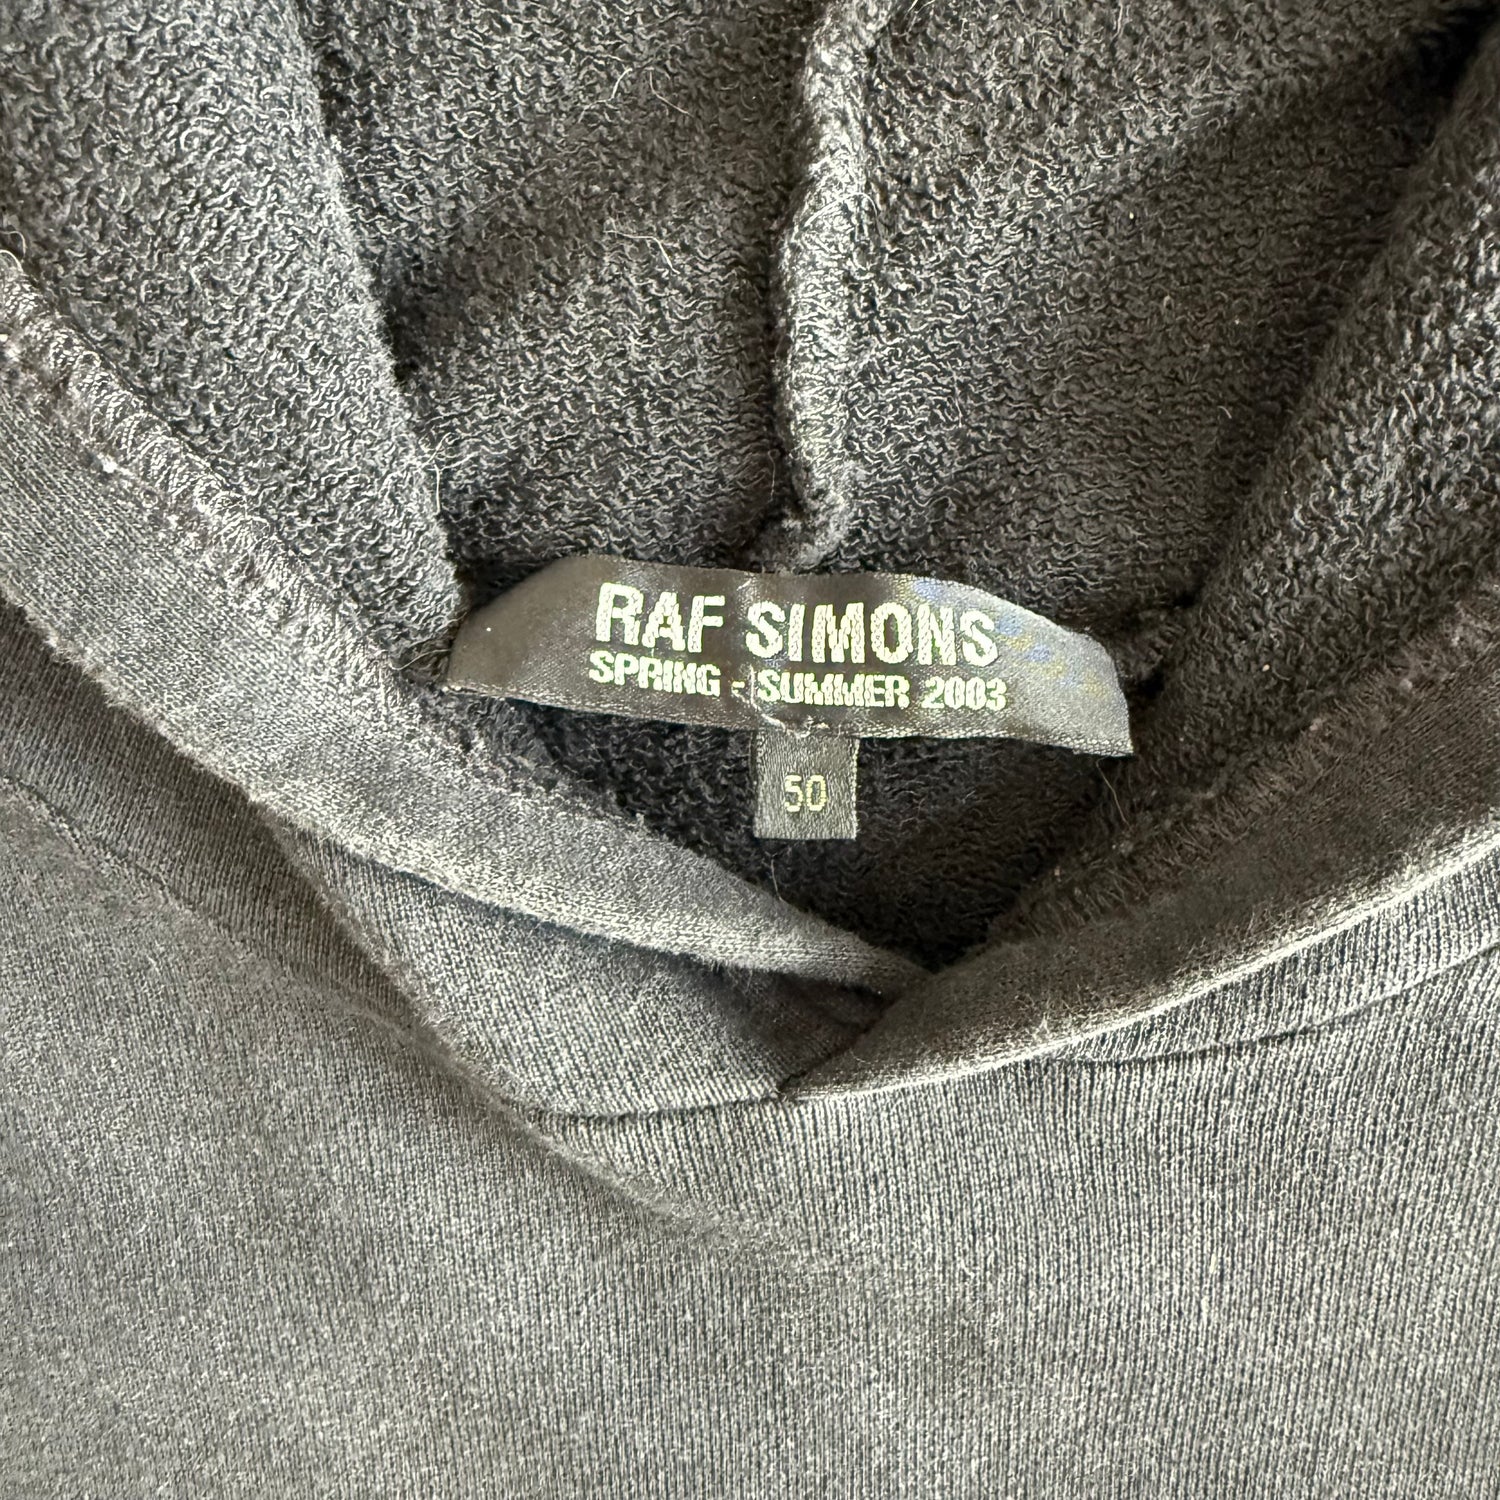 RAF SIMONS
SPRING - SUMMER 2003
50